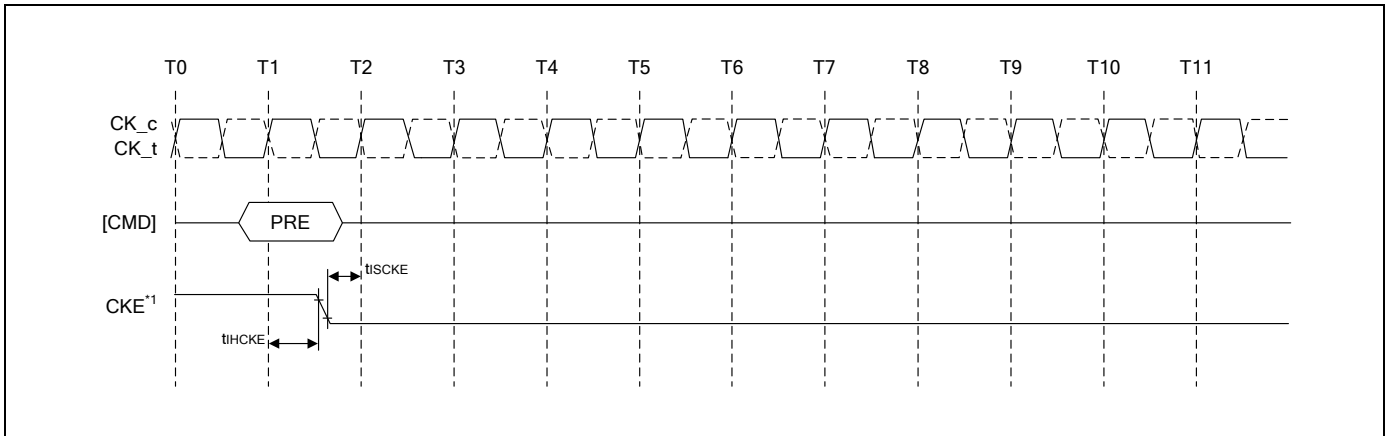 T0 T1 T2 T3 T4 T5 T6 T7 T8 T9 T10 T11
CK_c
CK_t
[CMD] PRE
tISCKE
CKE*1
tIHCKE